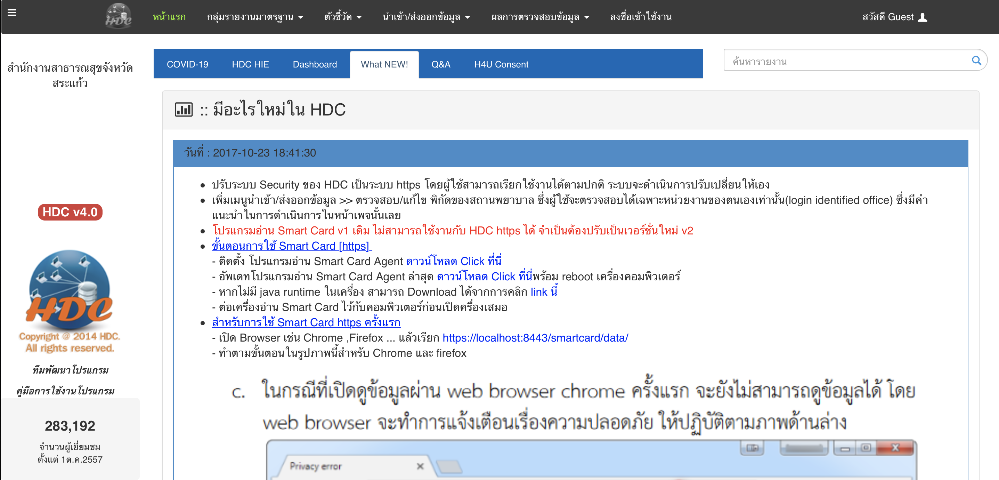 HDC
หน้าแรก
กลุ่มรายงานมาตรฐาน
ตัวชี้วัด
นำเข้า/ส่งออกข้อมูล
ผลการตรวจสอบข้อมูล
ลงชื่อเข้าใช้งาน
สวัสดี Guest
สำนักงานสาธารณสุขจังหวัด
สระแก้ว
HDC v4.0
HDC
Copyright @ 2014 HDC.
All rights reserved.
ทีมพัฒนาโปรแกรม
คู่มือการใช้งานโปรแกรม
283,192
จำนวนผู้เยี่ยมชม
ตั้งแต่ 1ต.ค.2557
COVID-19
HDC HIE
Dashboard
What NEW!
Q&A
H4U Consent
ค้นหารายงาน
:: มีอะไรใหม่ใน HDC
วันที่ : 2017-10-23 18:41:30
ปรับระบบ Security ของ HDC เป็นระบบ https โดยผู้ใช้สามารถเรียกใช้งานได้ตามปกติ ระบบจะดำเนินการปรับเปลี่ยนให้เอง
เพิ่มเมนูนำเข้า/ส่งออกข้อมูล >> ตรวจสอบ/แก้ไข พิกัดของสถานพยาบาล ซึ่งผู้ใช้จะตรวจสอบได้เฉพาะหน่วยงานของตนเองเท่านั้น(login identified office) ซึ่งมีคำ
แนะนำในการดำเนินการในหน้าเพจนั้นเลย
โปรแกรมอ่าน Smart Card v1 เดิม ไม่สามารถใช้งานกับ HDC https ได้ จำเป็นต้องปรับเป็นเวอร์ชั่นใหม่ v2
ขั้นตอนการใช้ Smart Card [https]
- ติดตั้ง โปรแกรมอ่าน Smart Card Agent ดาวน์โหลด Click ที่นี่
- อัพเดทโปรแกรมอ่าน Smart Card Agent ล่าสุด ดาวน์โหลด Click ที่นี่พร้อม reboot เครื่องคอมพิวเตอร์
- หากไม่มี java runtime ในเครื่อง สามารถ Download ได้จากการคลิก link นี้
- ต่อเครื่องอ่าน Smart Card ไว้กับคอมพิวเตอร์ก่อนเปิดครื่องเสมอ
สำหรับการใช้ Smart Card https ครั้งแรก
- เปิด Browser เช่น Chrome ,Firefox ... แล้วเรียก https://localhost:8443/smartcard/data/
- ทำตามขั้นตอนในรูปภาพนี้สำหรับ Chrome และ firefox
c. ในกรณีที่เปิดดูข้อมูลผ่าน web browser chrome ครั้งแรก จะยังไม่สามารถดูข้อมูลได้ โดย
web browser จะทำการแจ้งเตือนเรื่องความปลอดภัย ให้ปฏิบัติตามภาพด้านล่าง
Privacy error